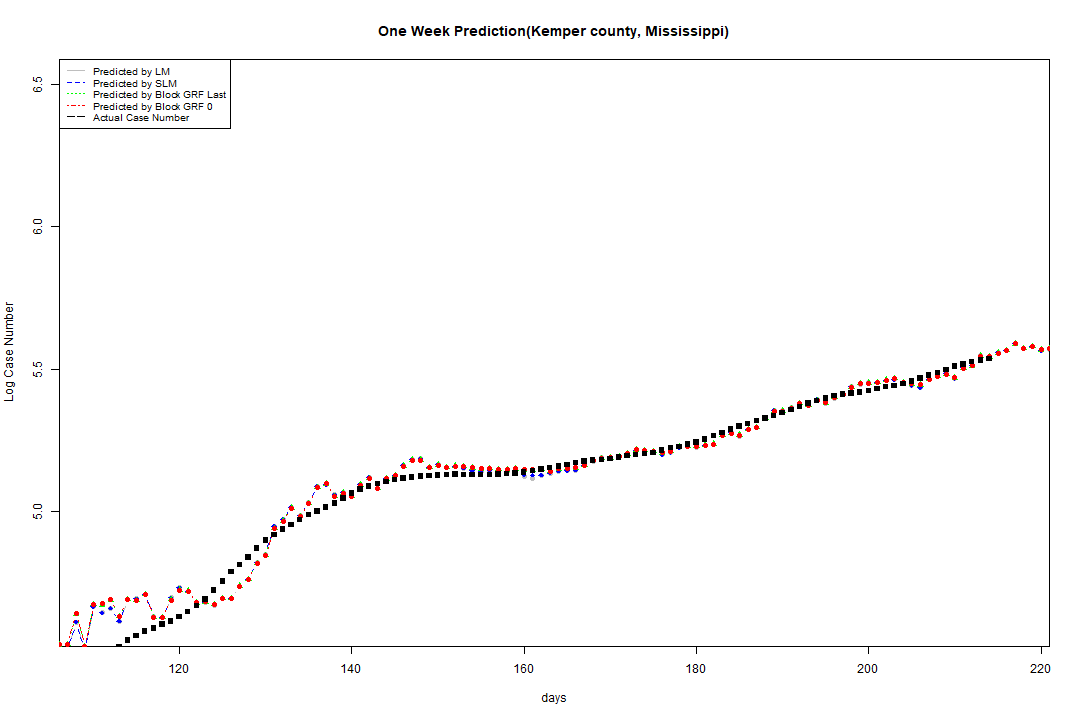 One Week Prediction(Kemper county, Mississippi)
Predicted by LM
Predicted by SLM
Predicted by Block GRF Last
Predicted by Block GRF 0
Actual Case Number
6.5
6.0
5.5
5.0
Log Case Number
120 140 160 180 200 220
days